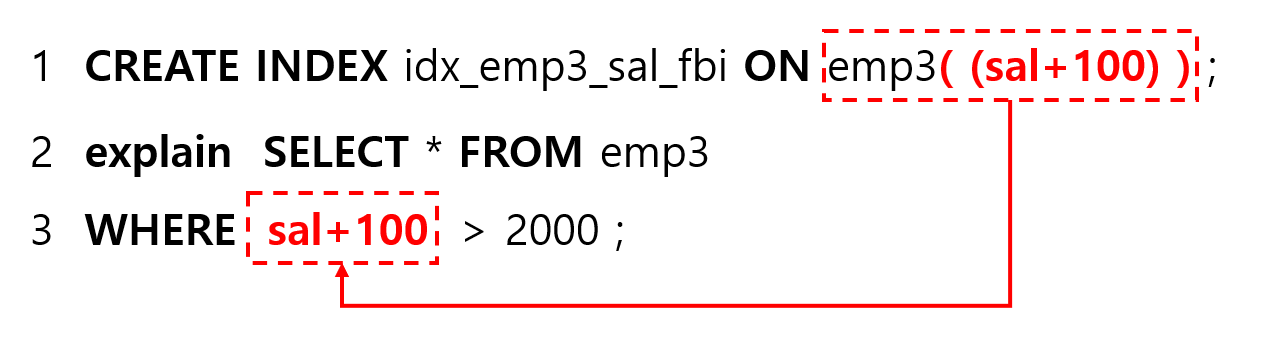 1 CREATE INDEX idx_emp3_sal_fbi ON emp3( (sal+100) ) ;
2 explain SELECT * FROM emp3
3 WHERE sal+100 > 2000 ;